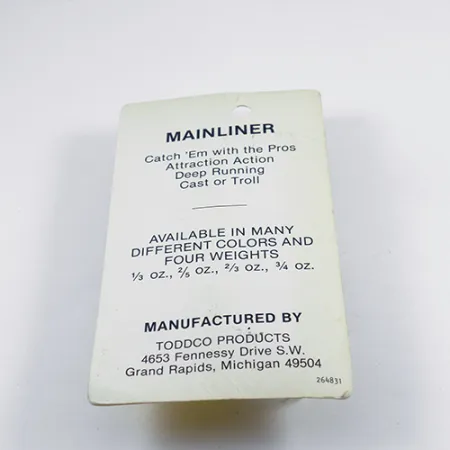 MAINLINER
Catch 'Em with the Pros
Attraction Action
Deep Running
Cast or Troll
AVAILABLE IN MANY
DIFFERENT COLORS AND
FOUR WEIGHTS
⅓ oz., ⅖ oz., ⅔ oz., ¾ oz.
MANUFACTURED BY
TODDCO PRODUCTS
4653 Fennessy Drive S.W.
Grand Rapids, Michigan 49504
264831